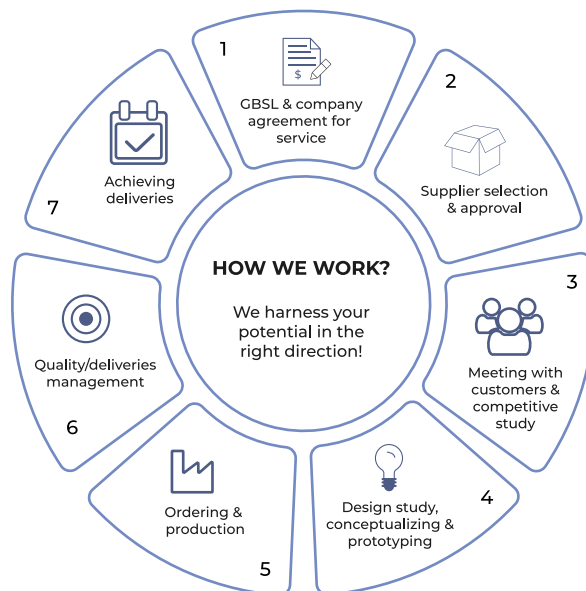 HOW WE WORK?
We harness your
potential in the
right direction!
1
$
GBSL & company
agreement for
service
2
Supplier selection
& approval
3
Meeting with
customers &
competitive
study
4
Design study,
conceptualizing &
prototyping
5
Ordering &
production
6
Quality/deliveries
management
7
Achieving
deliveries